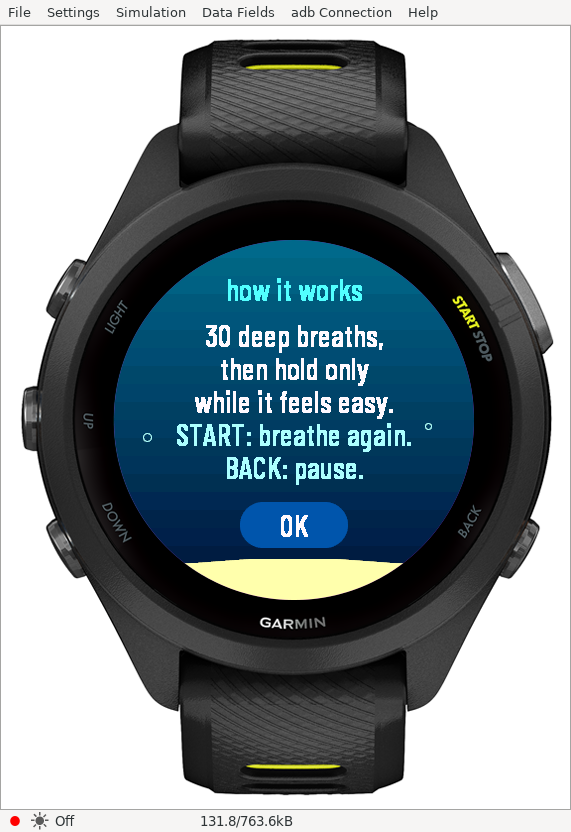 File Settings Simulation Data Fields adb Connection Help
LIGHT
START STOP
UP
DOWN
BACK
how it works
30 deep breaths,
then hold only
while it feels easy.
START: breathe again.
BACK: pause.
OK
GARMIN
Off 131.8/763.6kB